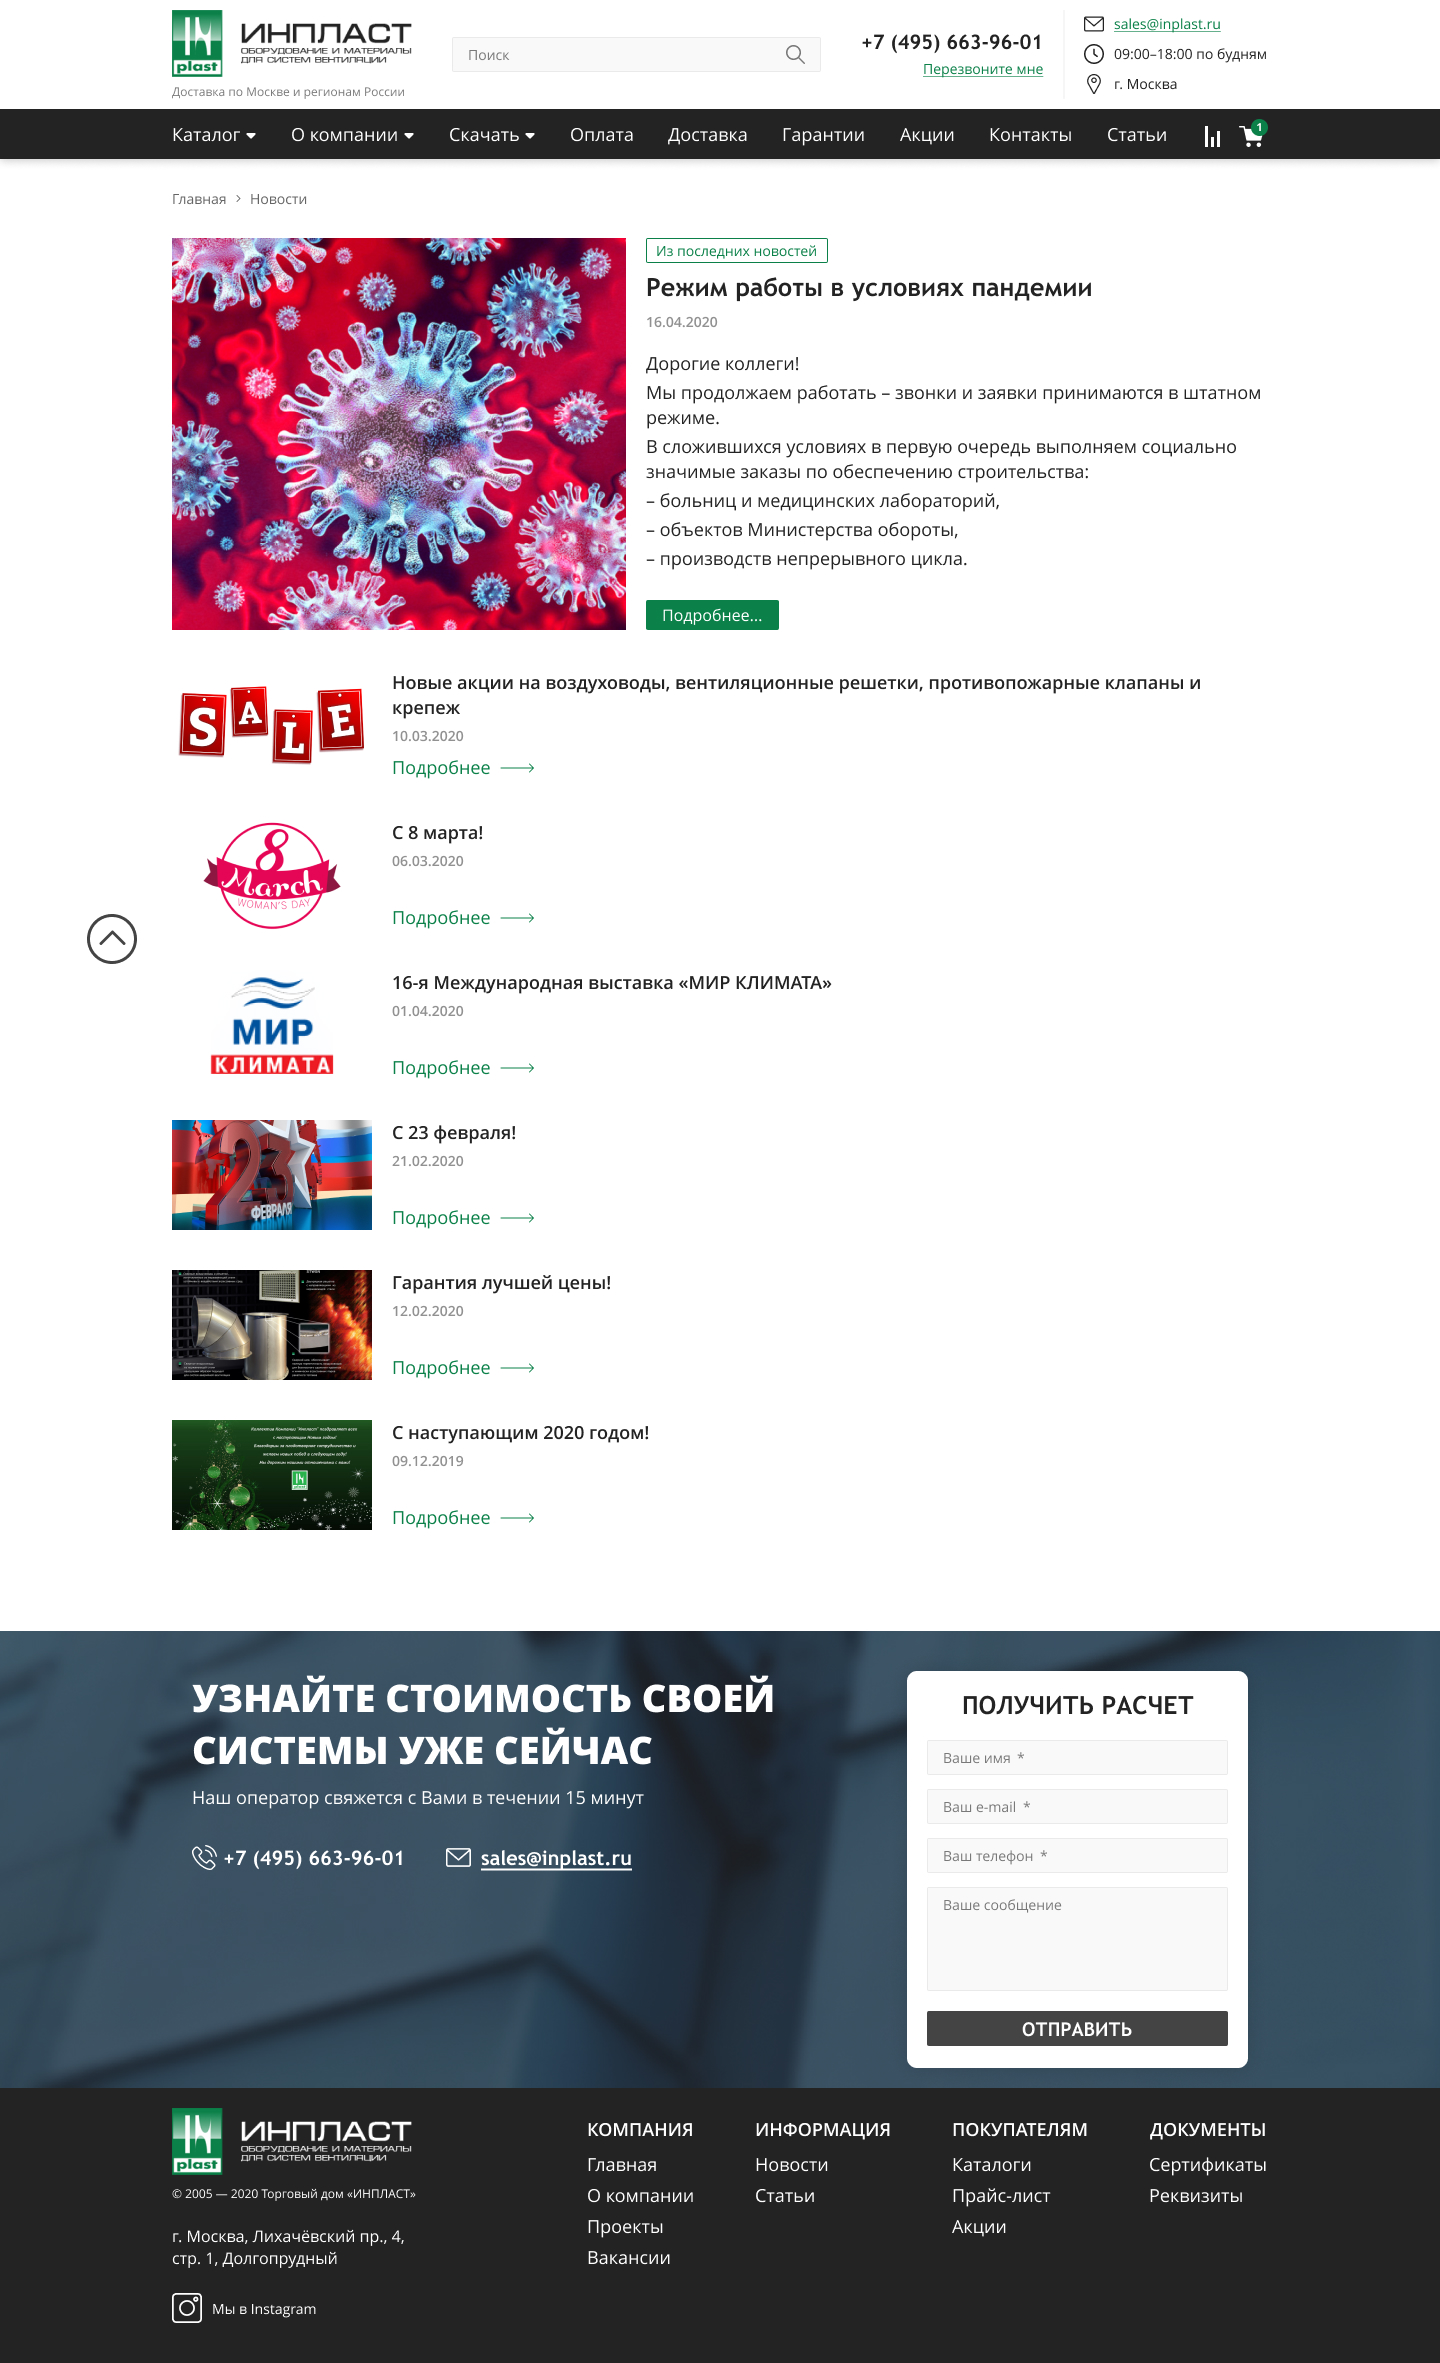 plast
ИНПЛАСТ
ОБОРУДОВАНИЕ И МАТЕРИАЛЫ
ДЛЯ СИСТЕМ ВЕНТИЛЯЦИИ
Доставка по Москве и регионам России
Поиск
+7 (495) 663-96-01
Перезвоните мне
sales@inplast.ru
09:00–18:00 по будням
г. Москва
Каталог О компании Скачать Оплата Доставка Гарантии Акции Контакты Статьи 1
Главная > Новости
Из последних новостей
Режим работы в условиях пандемии
16.04.2020
Дорогие коллеги!
Мы продолжаем работать – звонки и заявки принимаются в штатном
режиме.
В сложившихся условиях в первую очередь выполняем социально
значимые заказы по обеспечению строительства:
– больниц и медицинских лабораторий,
– объектов Министерства обороты,
– производств непрерывного цикла.
Подробнее...
SALE
Новые акции на воздуховоды, вентиляционные решетки, противопожарные клапаны и
крепеж
10.03.2020
Подробнее
8
March
WOMAN'S DAY
С 8 марта!
06.03.2020
Подробнее
МИР
КЛИМАТА
16-я Международная выставка «МИР КЛИМАТА»
01.04.2020
Подробнее
23
ФЕВРАЛЯ
С 23 февраля!
21.02.2020
Подробнее
Гарантия лучшей цены!
12.02.2020
Подробнее
plast
С наступающим 2020 годом!
09.12.2019
Подробнее
УЗНАЙТЕ СТОИМОСТЬ СВОЕЙ
СИСТЕМЫ УЖЕ СЕЙЧАС
Наш оператор свяжется с Вами в течении 15 минут
+7 (495) 663-96-01
sales@inplast.ru
ПОЛУЧИТЬ РАСЧЕТ
Ваше имя *
Ваш e-mail *
Ваш телефон *
Ваше сообщение
ОТПРАВИТЬ
plast
ИНПЛАСТ
ОБОРУДОВАНИЕ И МАТЕРИАЛЫ
ДЛЯ СИСТЕМ ВЕНТИЛЯЦИИ
© 2005 — 2020 Торговый дом «ИНПЛАСТ»
г. Москва, Лихачёвский пр., 4,
стр. 1, Долгопрудный
Мы в Instagram
КОМПАНИЯ
Главная
О компании
Проекты
Вакансии
ИНФОРМАЦИЯ
Новости
Статьи
ПОКУПАТЕЛЯМ
Каталоги
Прайс-лист
Акции
ДОКУМЕНТЫ
Сертификаты
Реквизиты